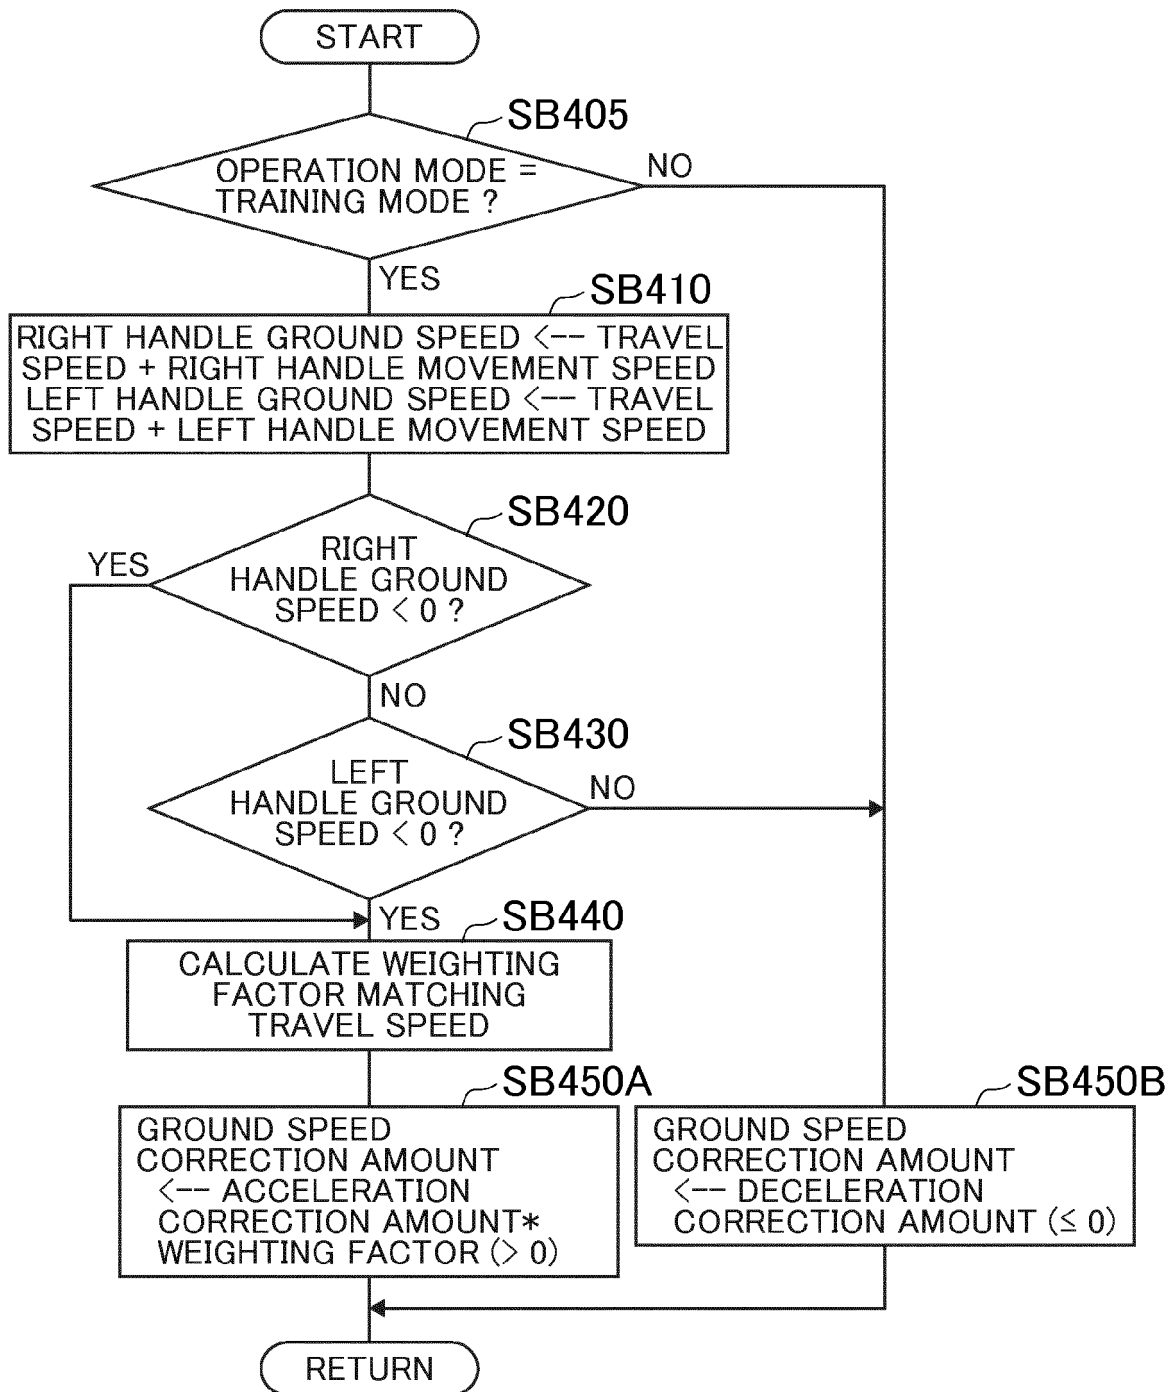 START
SB405
OPERATION MODE =
TRAINING MODE ?
NO
YES
SB410
RIGHT HANDLE GROUND SPEED <-- TRAVEL
SPEED + RIGHT HANDLE MOVEMENT SPEED
LEFT HANDLE GROUND SPEED <-- TRAVEL
SPEED + LEFT HANDLE MOVEMENT SPEED
SB420
YES
RIGHT
HANDLE GROUND
SPEED < 0 ?
NO
SB430
LEFT
HANDLE GROUND
SPEED < 0 ?
NO
YES
SB440
CALCULATE WEIGHTING
FACTOR MATCHING
TRAVEL SPEED
SB450A
GROUND SPEED
CORRECTION AMOUNT
<-- ACCELERATION
CORRECTION AMOUNT*
WEIGHTING FACTOR (> 0)
SB450B
GROUND SPEED
CORRECTION AMOUNT
<-- DECELERATION
CORRECTION AMOUNT (≤ 0)
RETURN